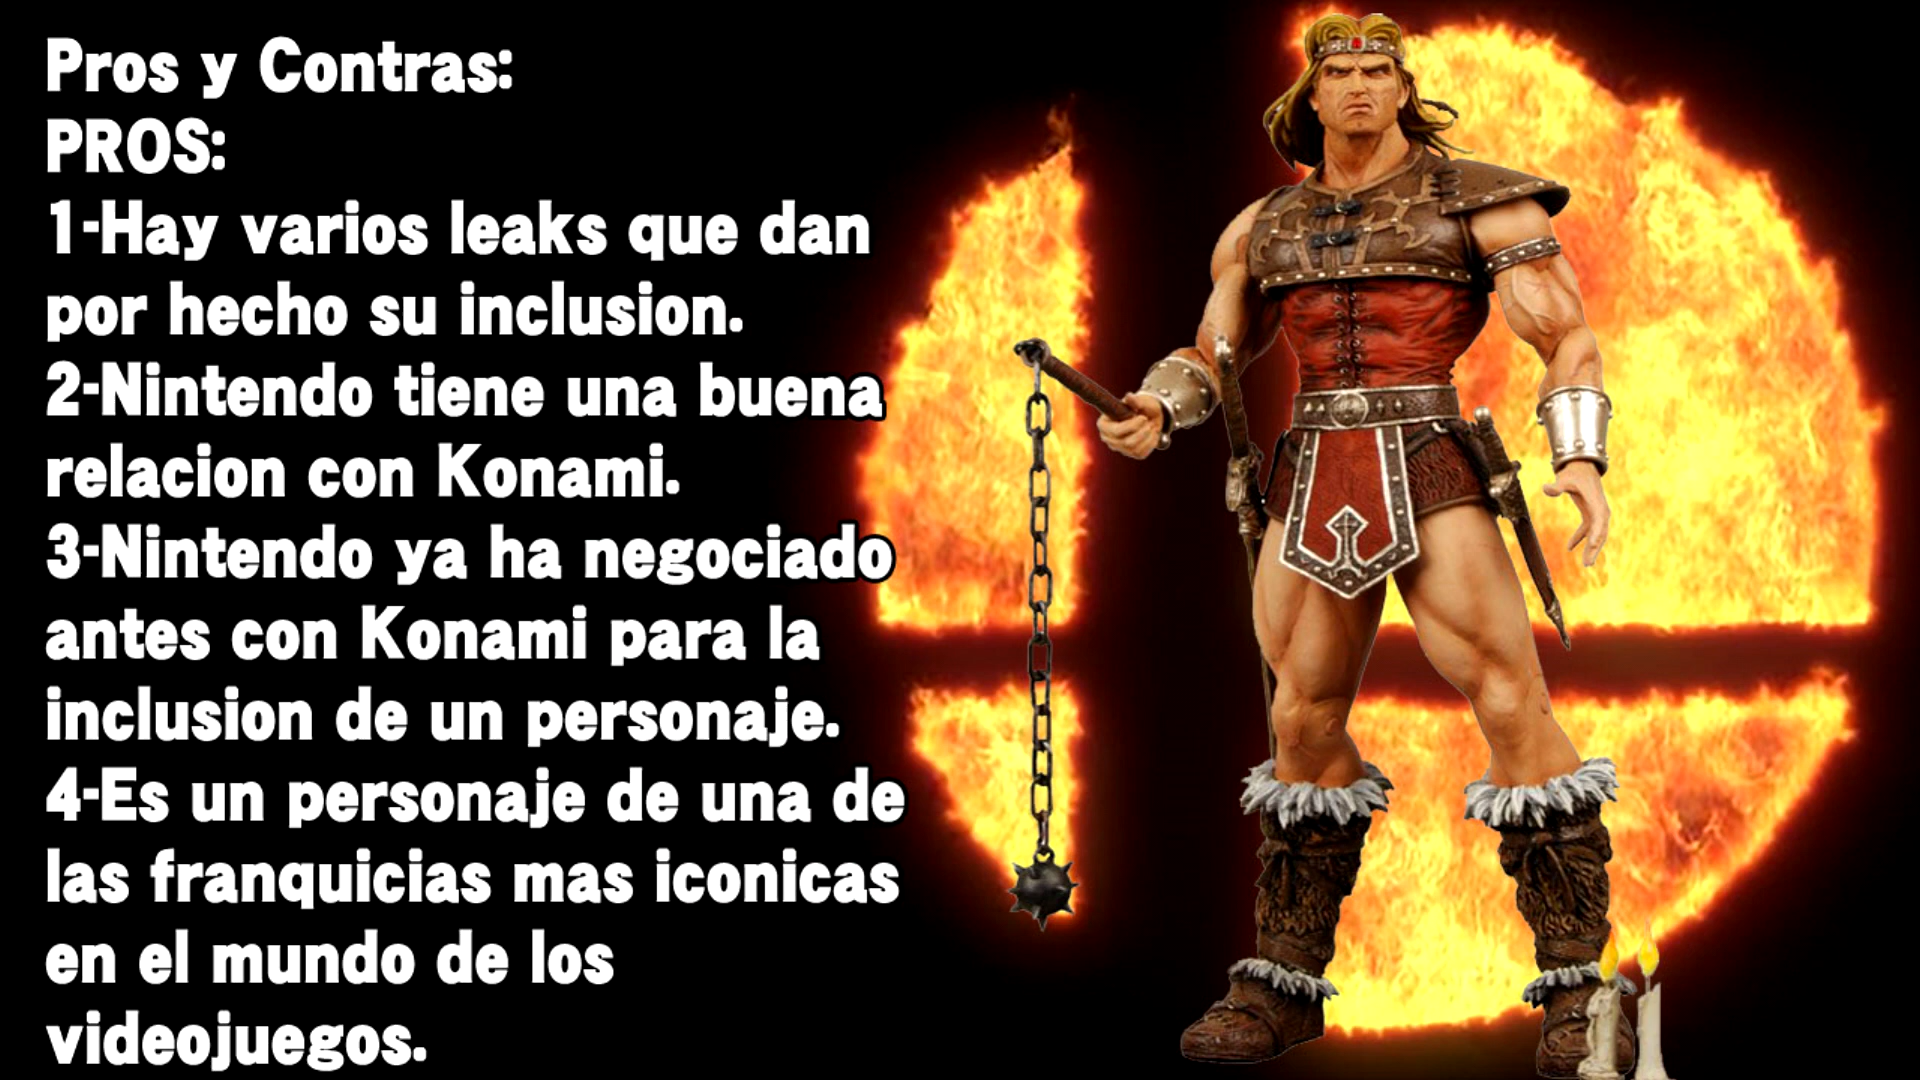 Pros y Contras:
PROS:
1-Hay varios leaks que dan
por hecho su inclusion.
2-Nintendo tiene una buena
relacion con Konami.
3-Nintendo ya ha negociado
antes con Konami para la
inclusion de un personaje.
4-Es un personaje de una de
las franquicias mas iconicas
en el mundo de los
videojuegos.